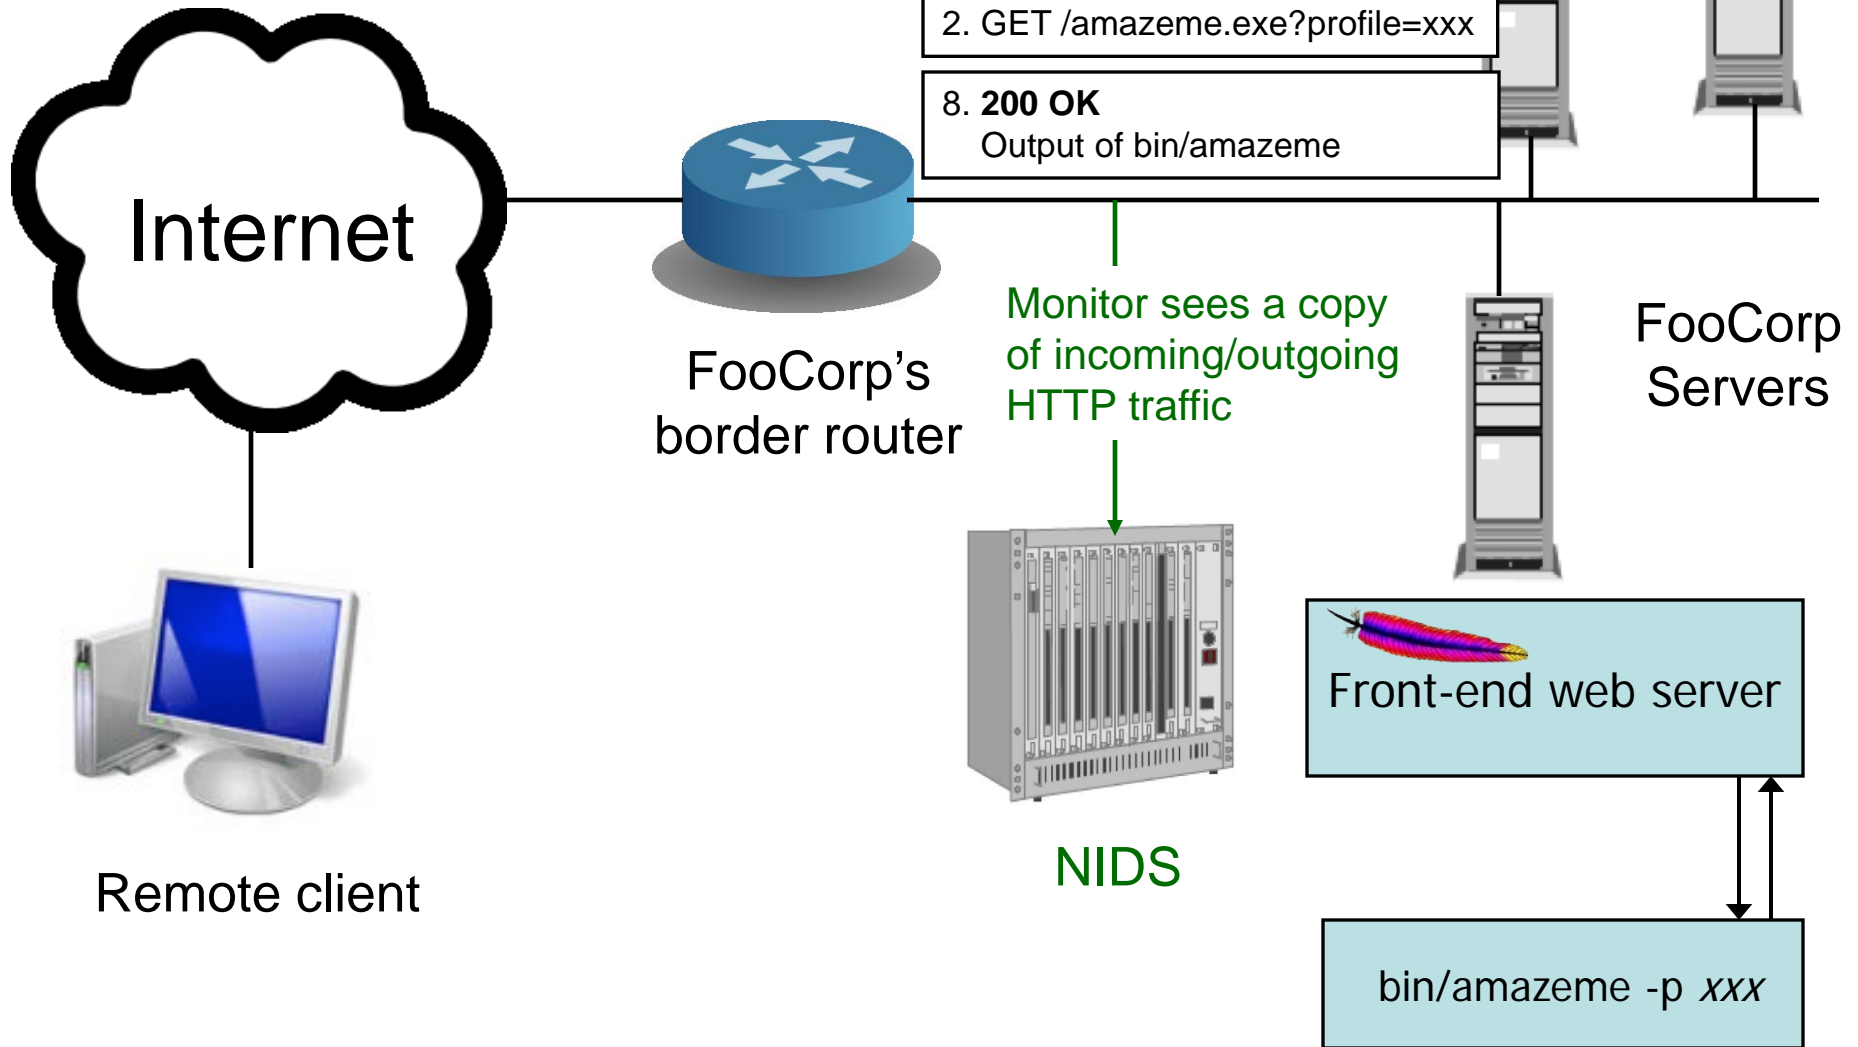 2. GET /amazeme.exe?profile=xxx
8. 200 OK
Output of bin/amazeme
Internet
Monitor sees a copy
of incoming/outgoing
HTTP traffic
FooCorp
Servers
FooCorp’s
border router
Front-end web server
NIDS
Remote client
bin/amazeme -p xxx